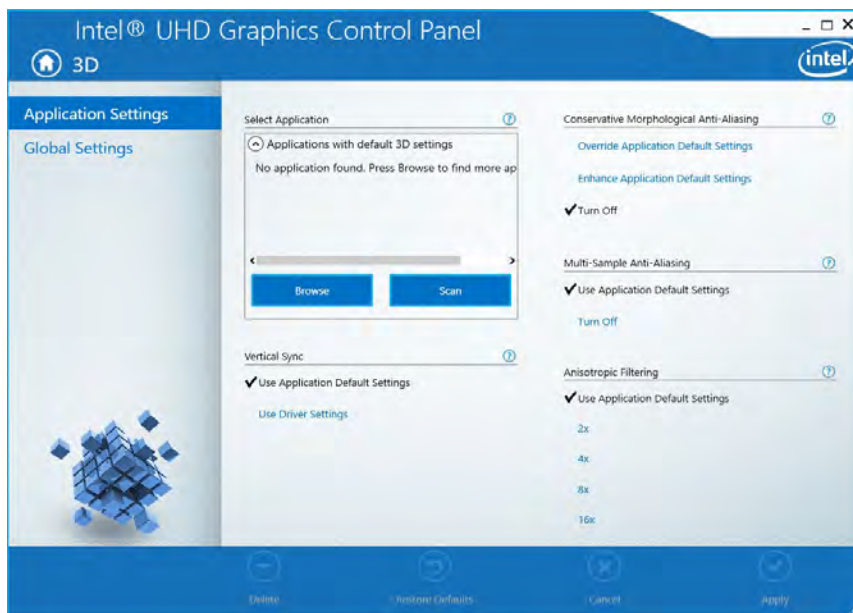 Intel® UHD Graphics Control Panel
3D
intel
Application Settings
Global Settings
Select Application
Applications with default 3D settings
No application found. Press Browse to find more ap
Browse
Scan
Vertical Sync
Use Application Default Settings
Use Driver Settings
Conservative Morphological Anti-Aliasing
Override Application Default Settings
Enhance Application Default Settings
Turn Off
Multi-Sample Anti-Aliasing
Use Application Default Settings
Turn Off
Anisotropic Filtering
Use Application Default Settings
2x
4x
8x
16x
Delete
Restore Defaults
Cancel
Apply